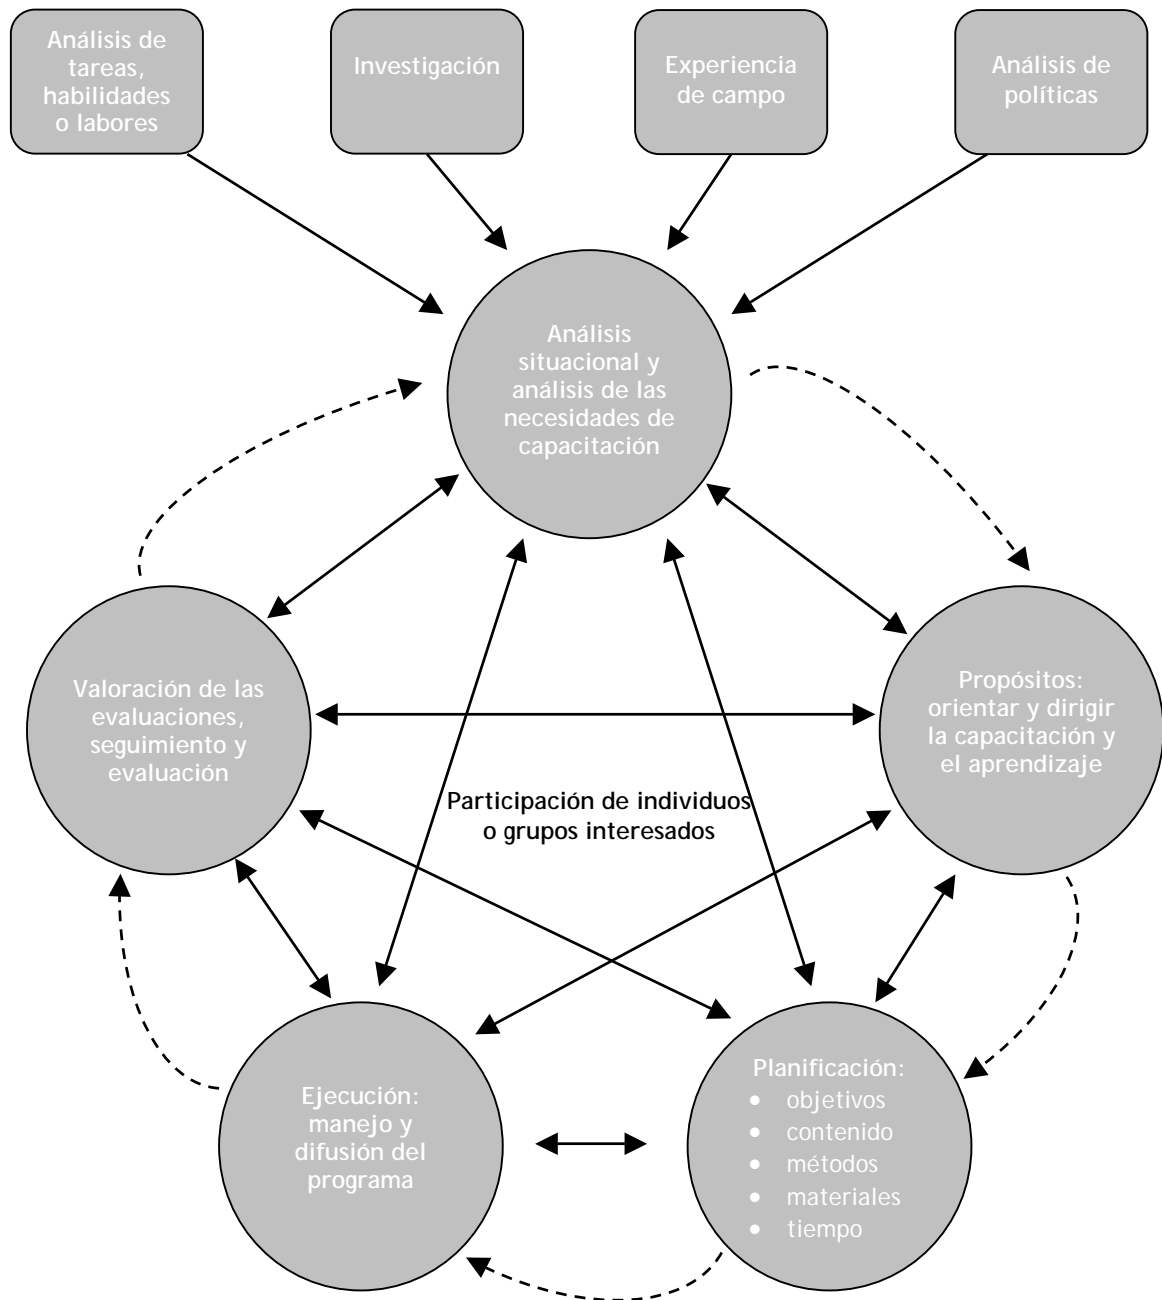 Análisis de
tareas,
habilidades
o labores
Investigación
Experiencia
de campo
Análisis de
políticas
Análisis
situacional y
análisis de las
necesidades de
capacitación
Valoración de las
evaluaciones,
seguimiento y
evaluación
Propósitos:
orientar y dirigir
la capacitación y
el aprendizaje
Participación de individuos
o grupos interesados
Ejecución:
manejo y
difusión del
programa
Planificación:
• objetivos
• contenido
• métodos
• materiales
• tiempo